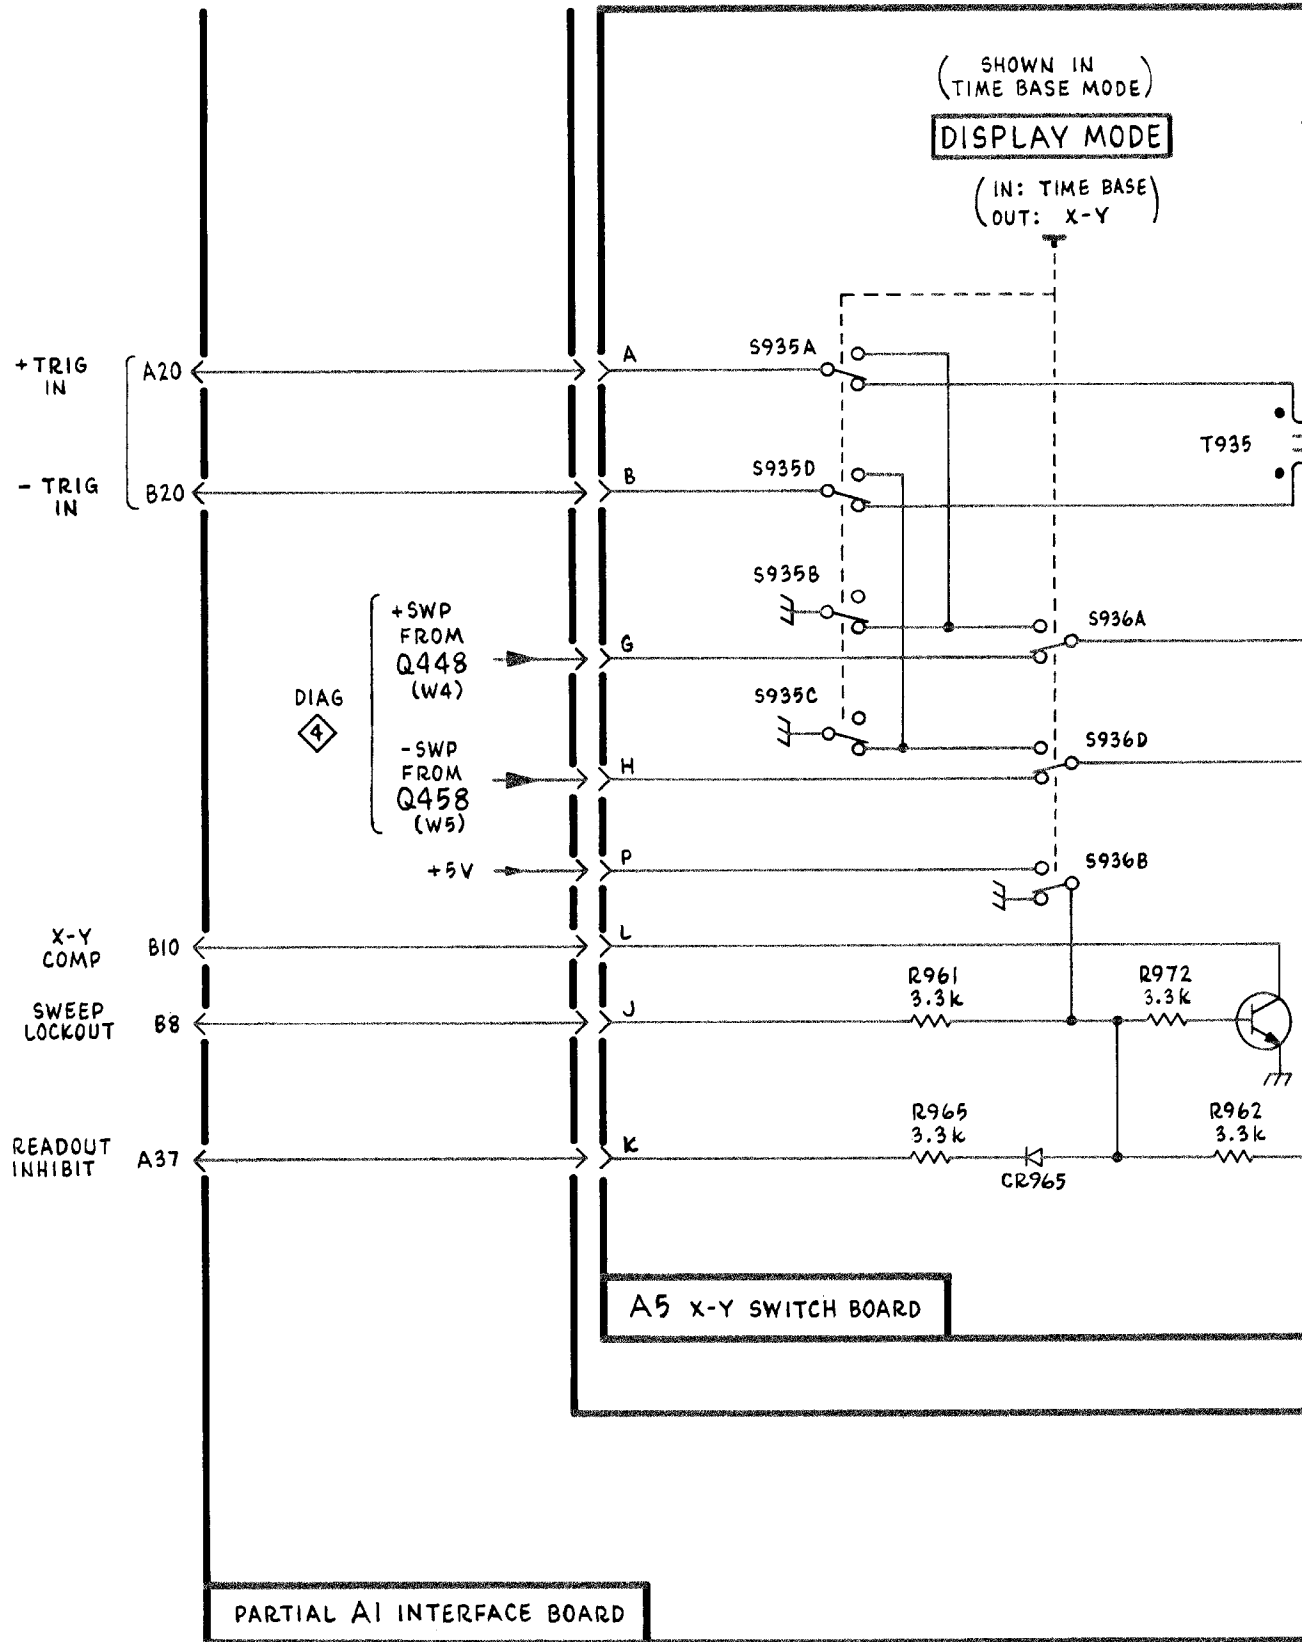 (SHOWN IN
TIME BASE MODE)
DISPLAY MODE
(IN: TIME BASE
OUT: X-Y)
+TRIG
IN
A20
A
S935A
T935
- TRIG
IN
B20
B
S935D
S935B
+SWP
FROM
Q448
(W4)
G
S936A
DIAG
4
S935C
-SWP
FROM
Q458
(W5)
H
S936D
+5V
P
S936B
X-Y
COMP
B10
L
SWEEP
LOCKOUT
B8
J
R961
3.3k
R972
3.3k
READOUT
INHIBIT
A37
K
R965
3.3k
CR965
R962
3.3k
A5 X-Y SWITCH BOARD
PARTIAL A1 INTERFACE BOARD